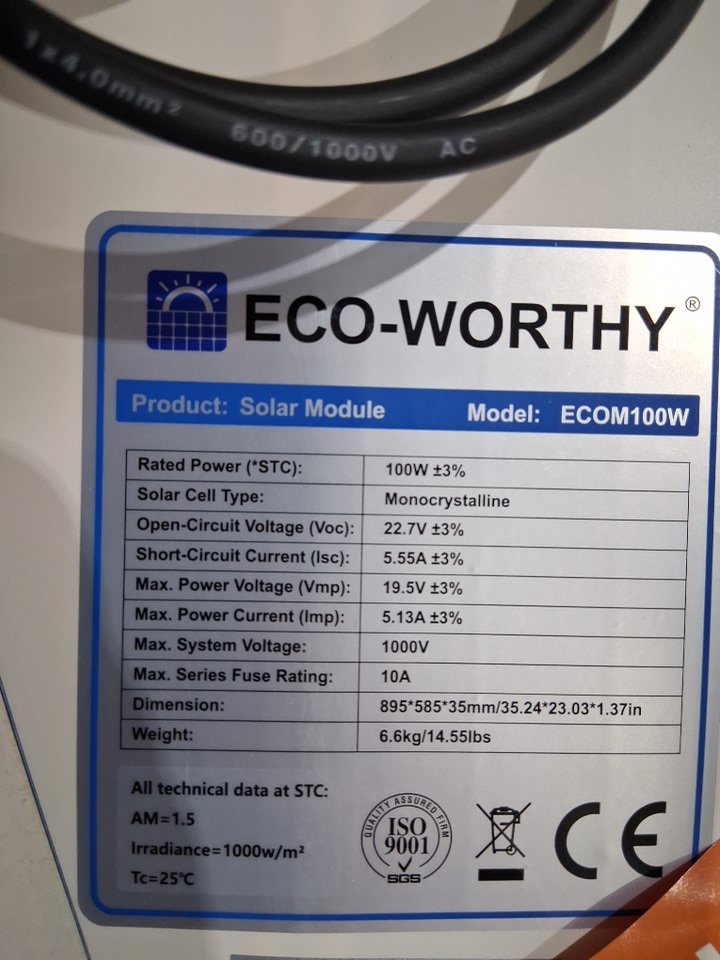 1x4.0mm²
600/1000V AC
ECO-WORTHY®
Product: Solar Module Model: ECOM100W
Rated Power (*STC): 100W ±3%
Solar Cell Type: Monocrystalline
Open-Circuit Voltage (Voc): 22.7V ±3%
Short-Circuit Current (Isc): 5.55A ±3%
Max. Power Voltage (Vmp): 19.5V ±3%
Max. Power Current (Imp): 5.13A ±3%
Max. System Voltage: 1000V
Max. Series Fuse Rating: 10A
Dimension: 895*585*35mm/35.24*23.03*1.37in
Weight: 6.6kg/14.55lbs
All technical data at STC:
AM=1.5
Irradiance=1000w/m²
Tc=25℃
QUALITY ASSURED FIRM
ISO
9001
SGS
CE